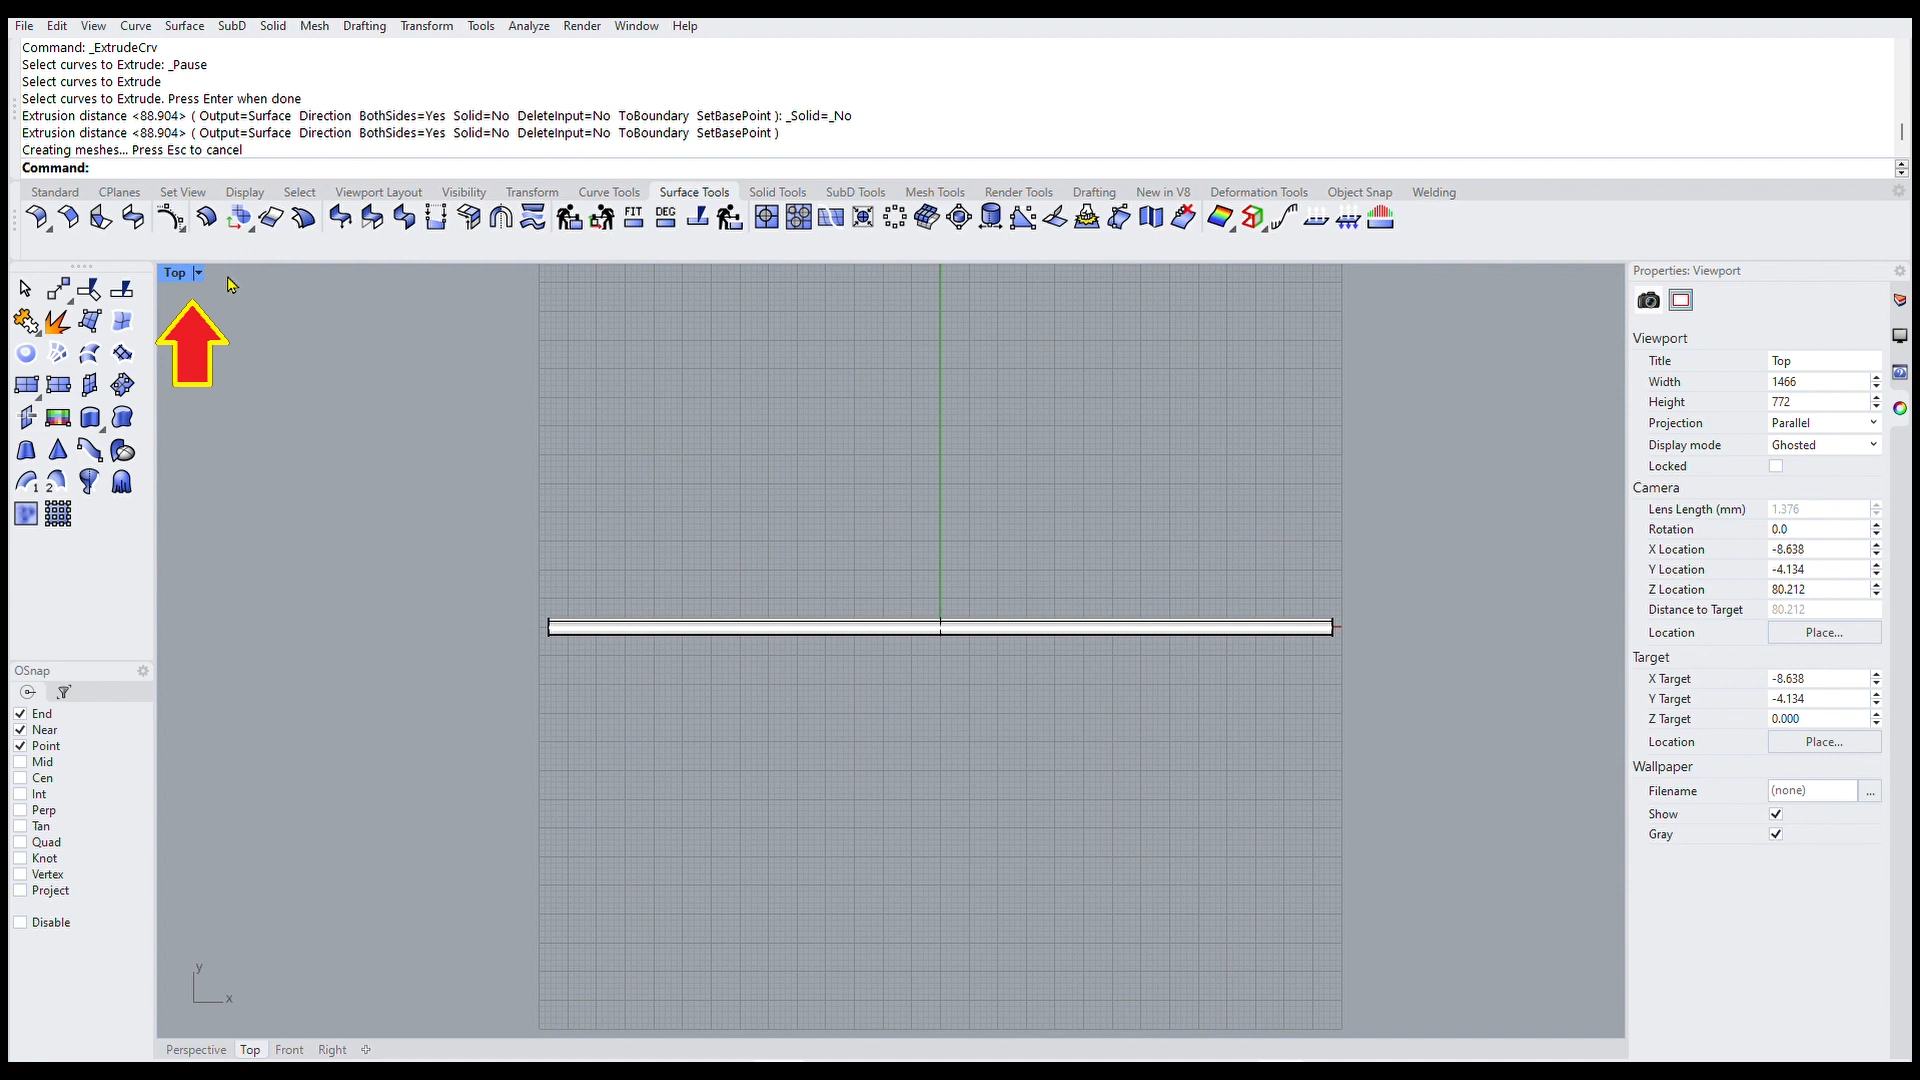 File Edit View Curve Surface SubD Solid Mesh Drafting Transform Tools Analyze Render Window Help
Command: _ExtrudeCrv
Select curves to Extrude: _Pause
Select curves to Extrude
Select curves to Extrude. Press Enter when done
Extrusion distance <88.904> ( Output=Surface Direction BothSides=Yes Solid=No DeleteInput=No ToBoundary SetBasePoint ): _Solid=_No
Extrusion distance <88.904> ( Output=Surface Direction BothSides=Yes Solid=No DeleteInput=No ToBoundary SetBasePoint )
Creating meshes... Press Esc to cancel
Command:
Standard CPlanes Set View Display Select Viewport Layout Visibility Transform Curve Tools Surface Tools Solid Tools SubD Tools Mesh Tools Render Tools Drafting New in V8 Deformation Tools Object Snap Welding
FIT DEG
Top
1 2
OSnap
End
Near
Point
Mid
Cen
Int
Perp
Tan
Quad
Knot
Vertex
Project
Disable
y
x
Perspective Top Front Right
Properties: Viewport
Viewport
Title Top
Width 1466
Height 772
Projection Parallel
Display mode Ghosted
Locked
Camera
Lens Length (mm) 1.376
Rotation 0.0
X Location -8.638
Y Location -4.134
Z Location 80.212
Distance to Target 80.212
Location Place...
Target
X Target -8.638
Y Target -4.134
Z Target 0.000
Location Place...
Wallpaper
Filename (none) ...
Show
Gray